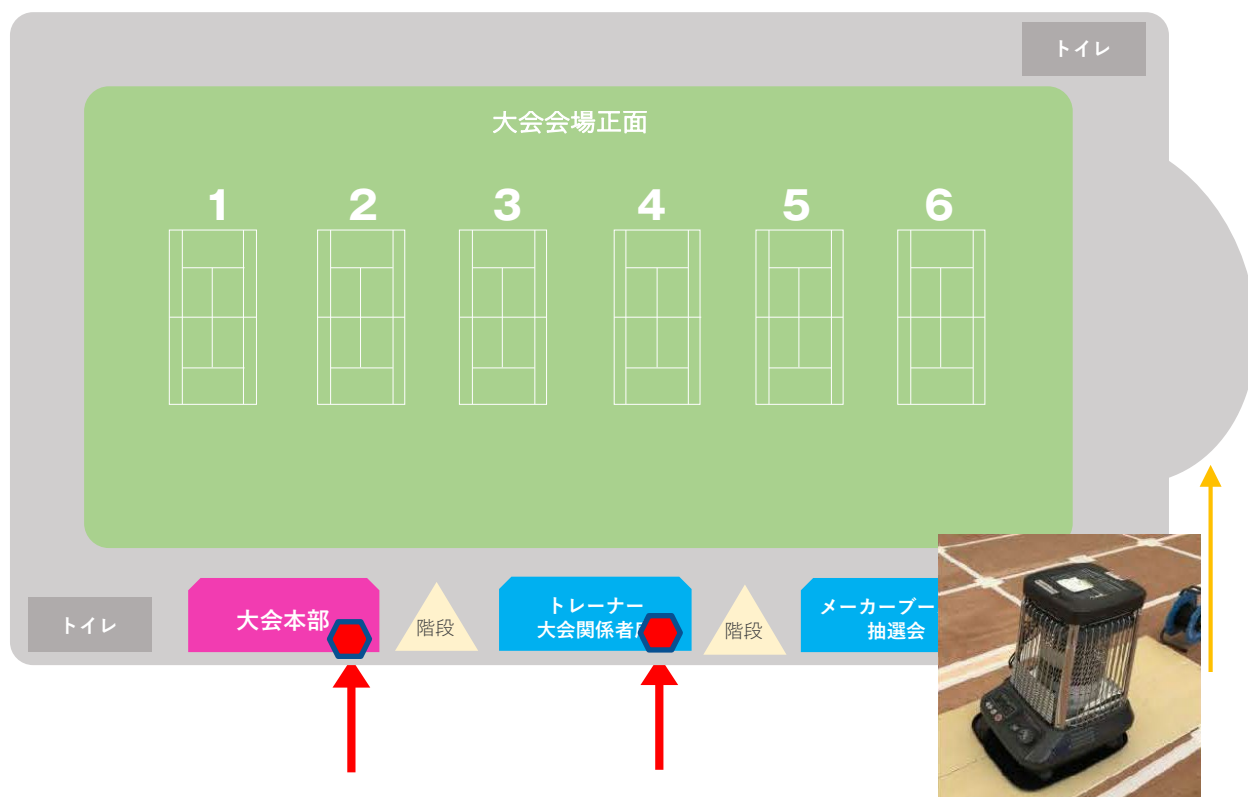 トイレ
大会会場正面
1 2 3 4 5 6
トイレ
大会本部
階段
トレーナー
大会関係者
階段
メーカーブー
抽選会